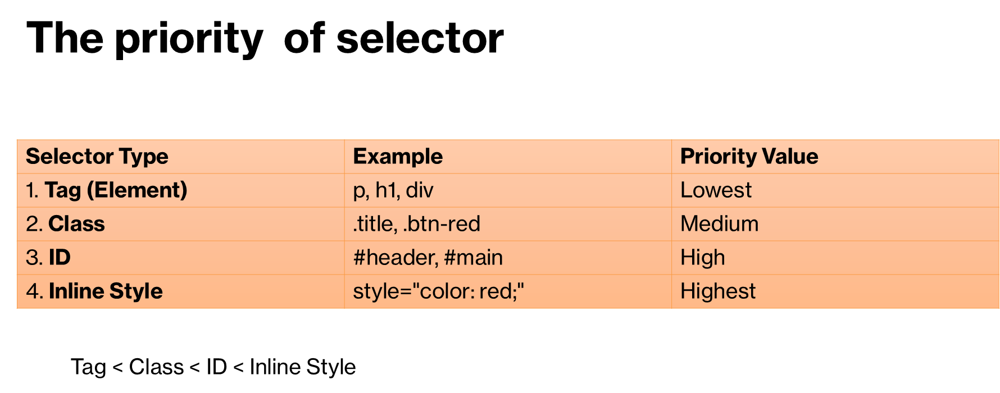 The priority  of selector
Selector Type Example Priority Value
1. Tag (Element) p, h1, div Lowest
2. Class .title, .btn-red Medium
3. ID #header, #main High
4. Inline Style style="color: red;" Highest
Tag < Class < ID < Inline Style